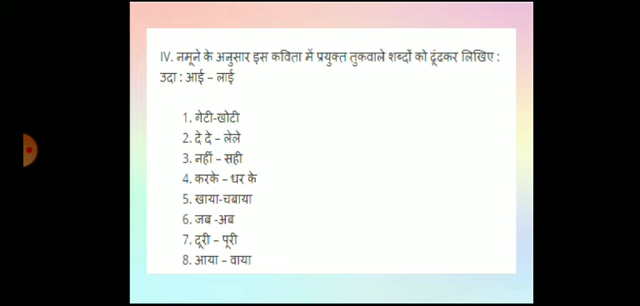 IV. नमूने के अनुसार इस कविता में प्रयुक्त तुकवाले शब्दों को ढूंढकर लिखिए :
उदा : आई – लाई
1. गेटी-खोटी
2. दे दे – लेले
3. नहीं – सही
4. करके – धर के
5. खाया-चबाया
6. जब -अब
7. दूरी – पूरी
8. आया – वाया